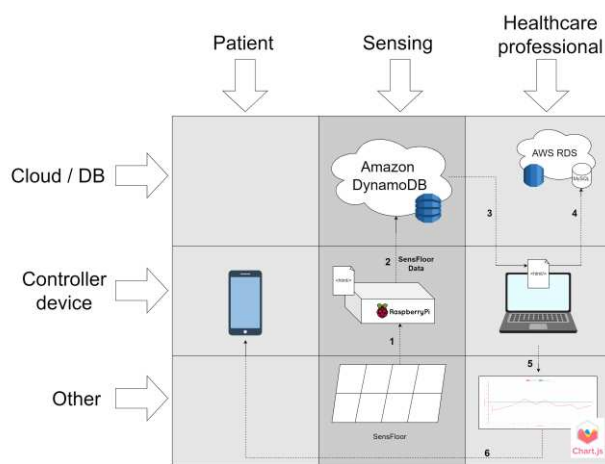 Patient
Sensing
Healthcare
professional
Cloud / DB
Amazon
DynamoDB
AWS RDS
MySQL
3
4
2
SensFloor
Data
Controller
device
RaspberryPi
1
5
Other
SensFloor
6
Chart.js